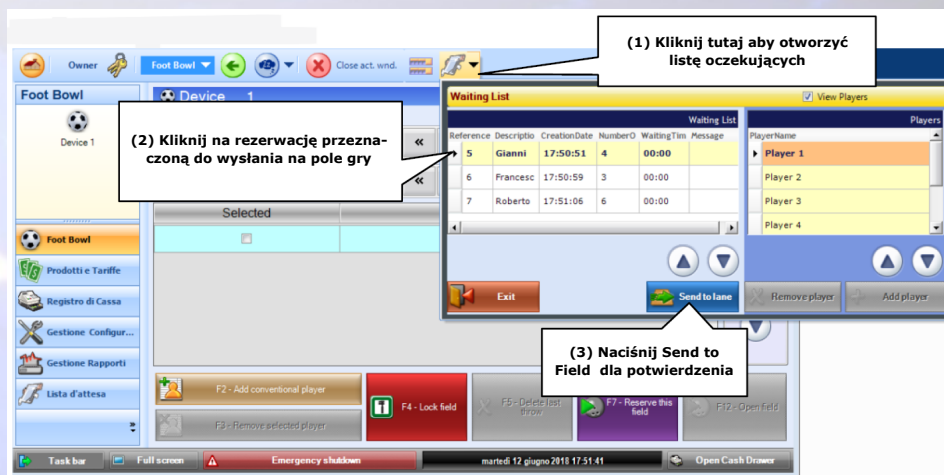 (1) Kliknij tutaj aby otworzyć
listę oczekujących
Owner
Foot Bowl
Close act. wnd.
Foot Bowl
Device 1
Device 1
(2) Kliknij na rezerwację przezna-
czoną do wysłania na pole gry
«
«
Selected
Waiting List
View Players
Waiting List
Players
Reference Descriptio CreationDate NumberO WaitingTim Message
PlayerName
5 Gianni 17:50:51 4 00:00
Player 1
6 Francesc 17:50:59 3 00:00
Player 2
7 Roberto 17:51:06 6 00:00
Player 3
Player 4
Exit
Send to lane
Remove player
Add player
(3) Naciśnij Send to
Field dla potwierdzenia
Foot Bowl
Prodotti e Tariffe
Registro di Cassa
Gestione Configur...
Gestione Rapporti
Lista d'attesa
»
F2 - Add conventional player
F3 - Remove selected player
F4 - Lock field
F5 - Delete last
throw
F7 - Reserve this
field
F12 - Open field
Task bar
Full screen
Emergency shutdown
martedì 12 giugno 2018 17:51:41
Open Cash Drawer